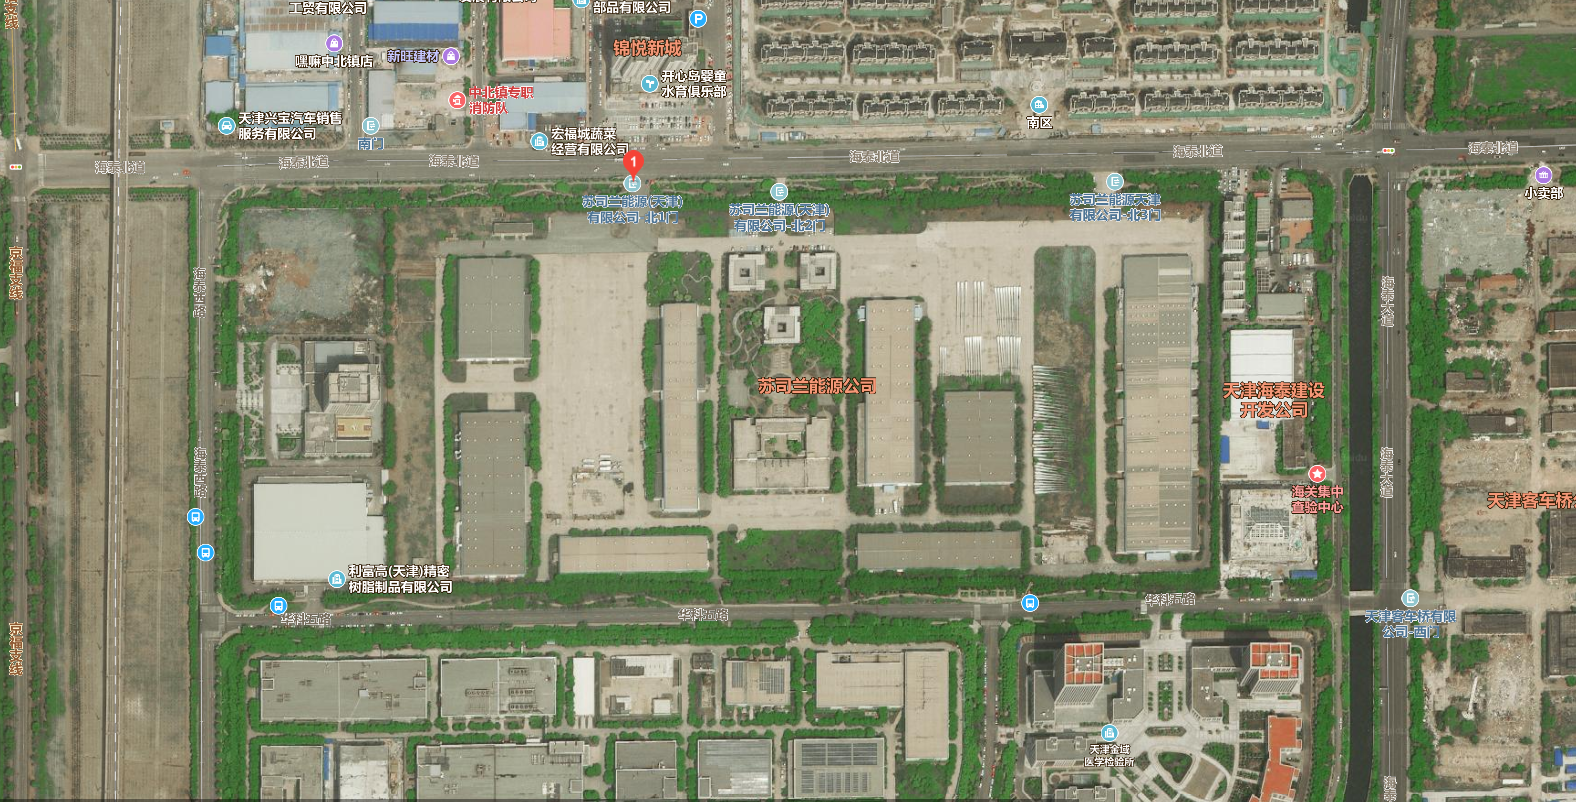 工贸有限公司
部品有限公司
P
锦悦新城
嘿嘛中北镇店
新旺建材
开心岛婴童
水育俱乐部
中北镇专职
消防队
天津兴宝汽车销售
服务有限公司
南门
宏福城蔬菜
经营有限公司
南区
海泰北道
海泰北道
海泰北道
海泰北道
海泰北道
海泰北道
1
苏司兰能源(天津)
有限公司-北1门
苏司兰能源(天津)
有限公司-北2门
苏司兰能源天津
有限公司-北3门
小卖部
京福支线
海泰西路
海泰大道
苏司兰能源公司
天津海泰建设
开发公司
海泰西路
海泰大道
海关集中
查验中心
天津客车桥
利富高(天津)精密
树脂制品有限公司
华科五路
华科五路
华科五路
天津客车桥有限
公司-西门
京福支线
天津金域
医学检验所